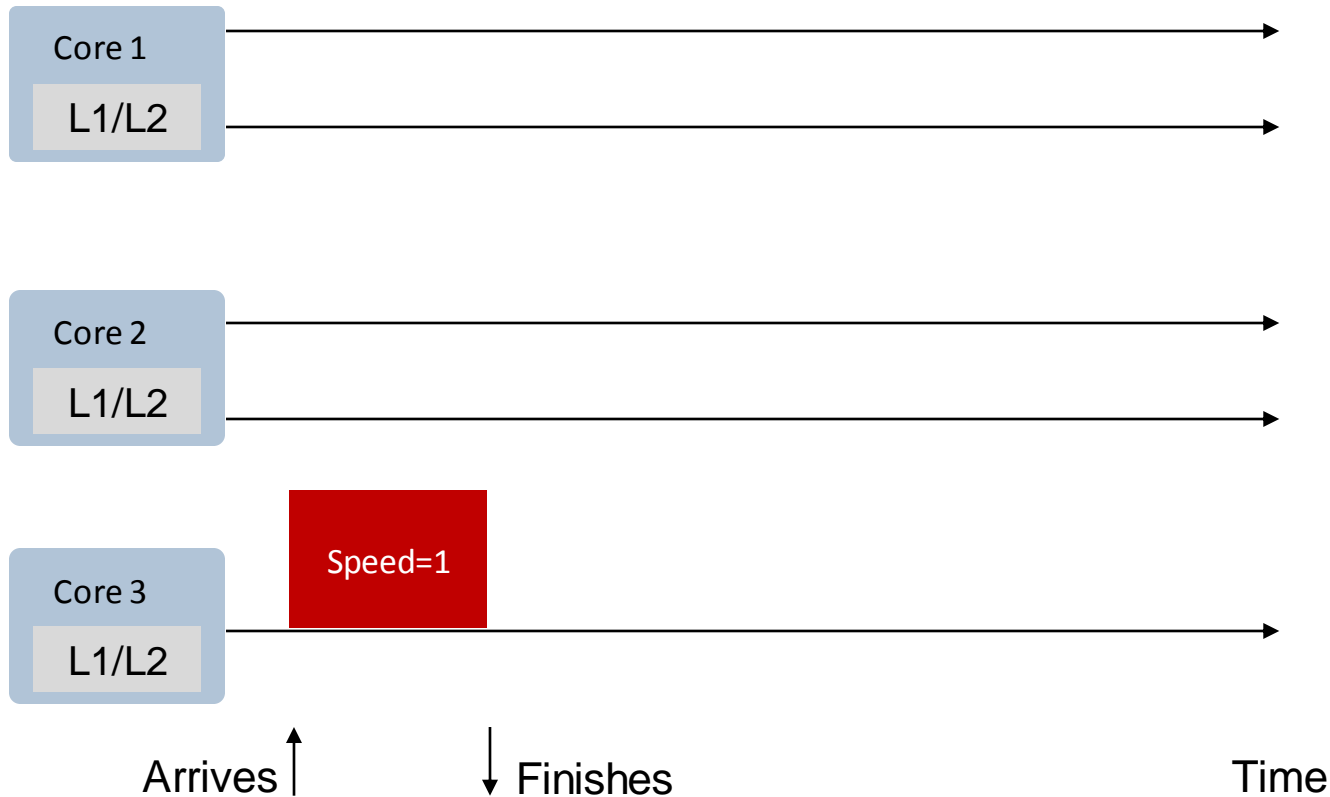 Core 1
L1/L2
Core 2
L1/L2
Speed=1
Core 3
L1/L2
Arrives
Finishes
Time